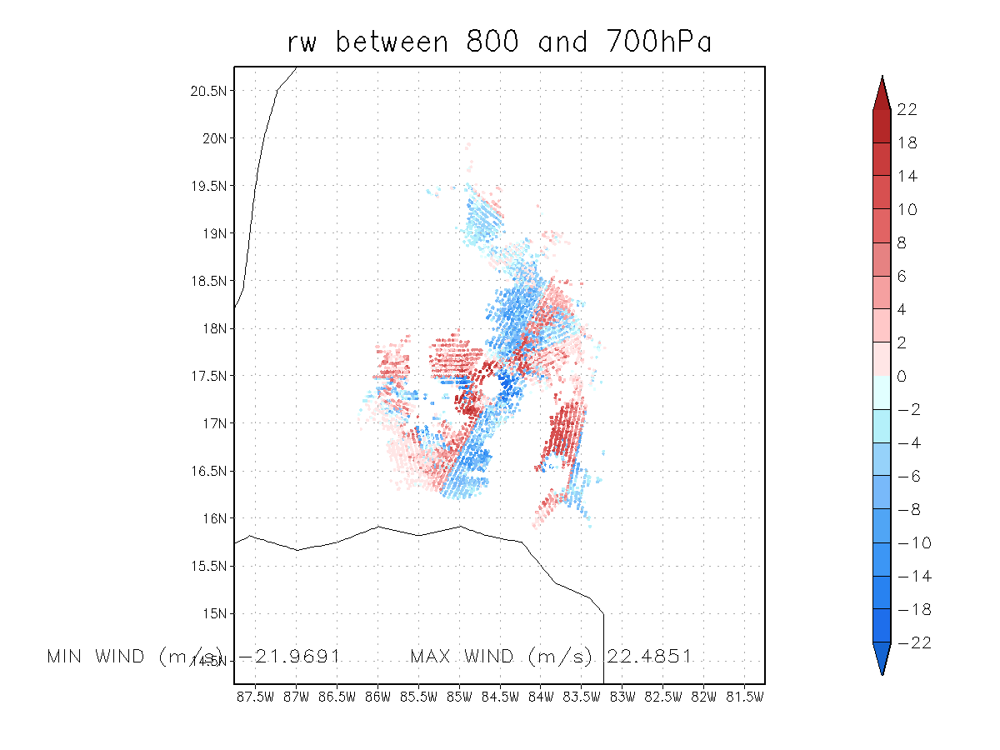 rw between 800 and 700hPa
20.5N
20N
19.5N
19N
18.5N
18N
17.5N
17N
16.5N
16N
15.5N
15N
14.5N
MIN WIND (m/s) -21.9691 MAX WIND (m/s) 22.4851
87.5W 87W 86.5W 86W 85.5W 85W 84.5W 84W 83.5W 83W 82.5W 82W 81.5W
22
18
14
10
8
6
4
2
0
-2
-4
-6
-8
-10
-14
-18
-22